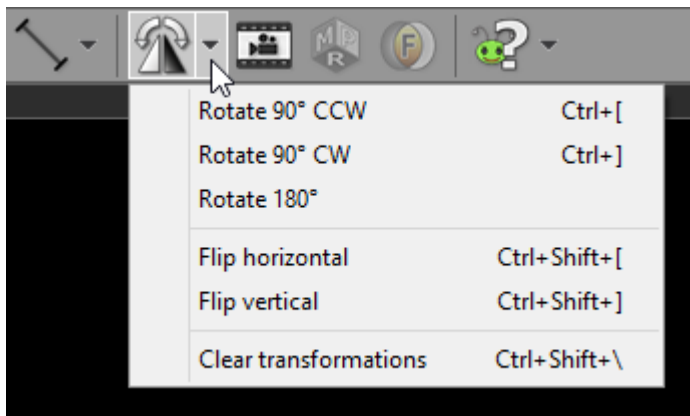 MPR
F
?
Rotate 90° CCW Ctrl+[
Rotate 90° CW Ctrl+]
Rotate 180°
Flip horizontal Ctrl+Shift+[
Flip vertical Ctrl+Shift+]
Clear transformations Ctrl+Shift+\